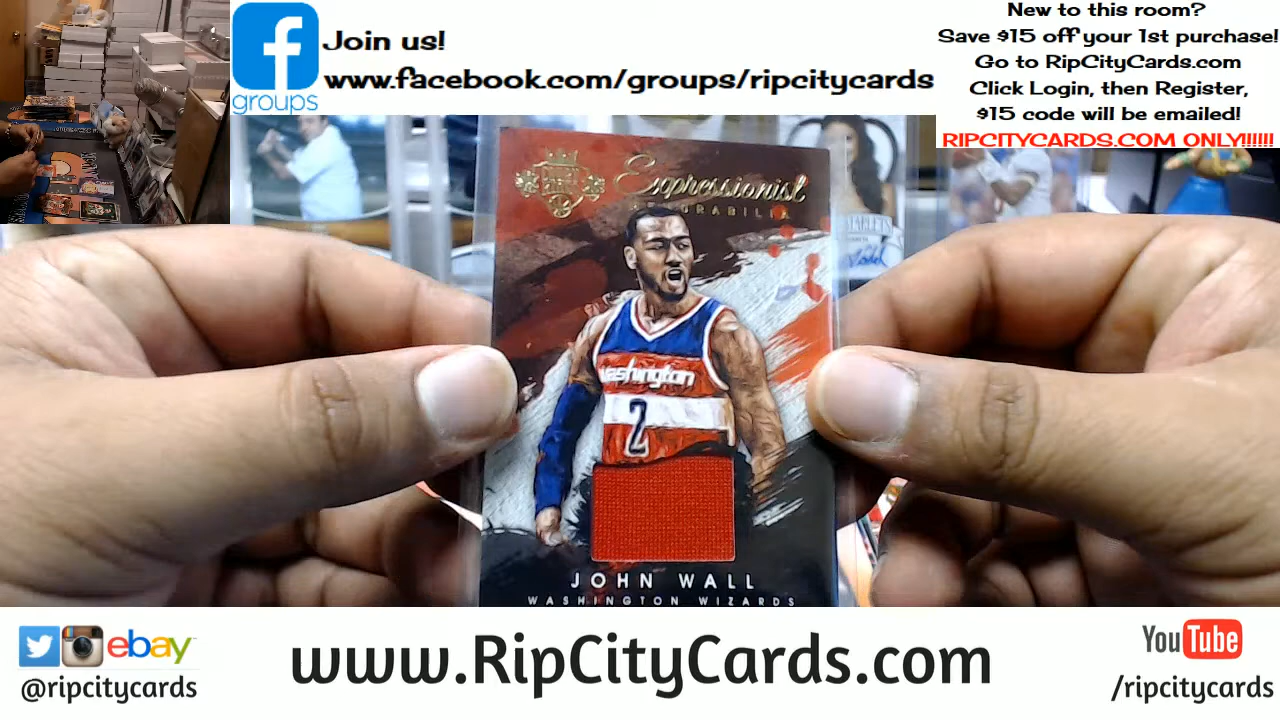 groups
Join us!
www.facebook.com/groups/ripcitycards
New to this room?
Save $15 off your 1st purchase!
Go to RipCityCards.com
Click Login, then Register,
$15 code will be emailed!
RIPCITYCARDS.COM ONLY!!!!!!
Expressionist
MEMORABILIA
washington
2
JOHN WALL
WASHINGTON WIZARDS
ebay
@ripcitycards
www.RipCityCards.com
YouTube
/ripcitycards